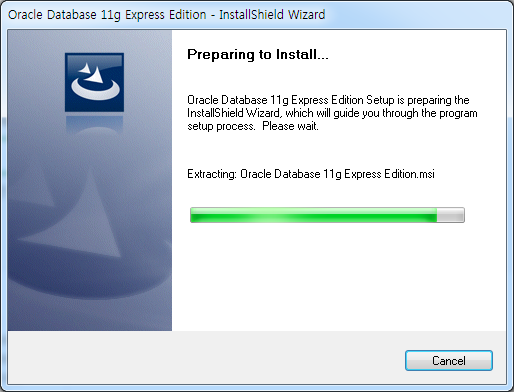 Oracle Database 11g Express Edition - InstallShield Wizard
Preparing to Install...
Oracle Database 11g Express Edition Setup is preparing the
InstallShield Wizard, which will guide you through the program
setup process.  Please wait.
Extracting: Oracle Database 11g Express Edition.msi
Cancel